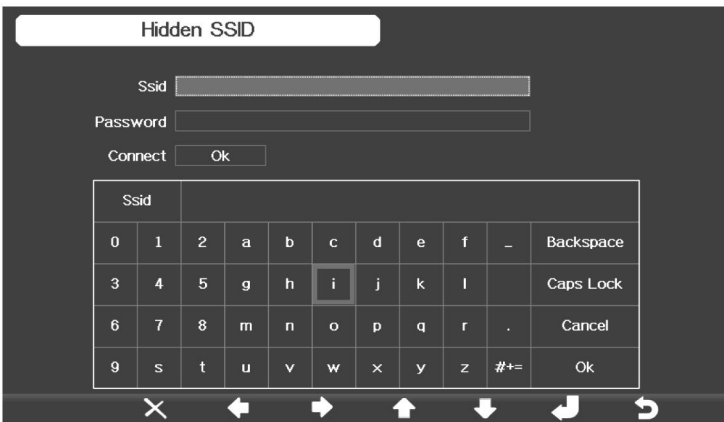 Hidden SSID
Ssid
Password
Connect Ok
Ssid
0 1 2 a b c d e f _ Backspace
3 4 5 g h i j k l Caps Lock
6 7 8 m n o p q r . Cancel
9 s t u v w x y z #+= Ok